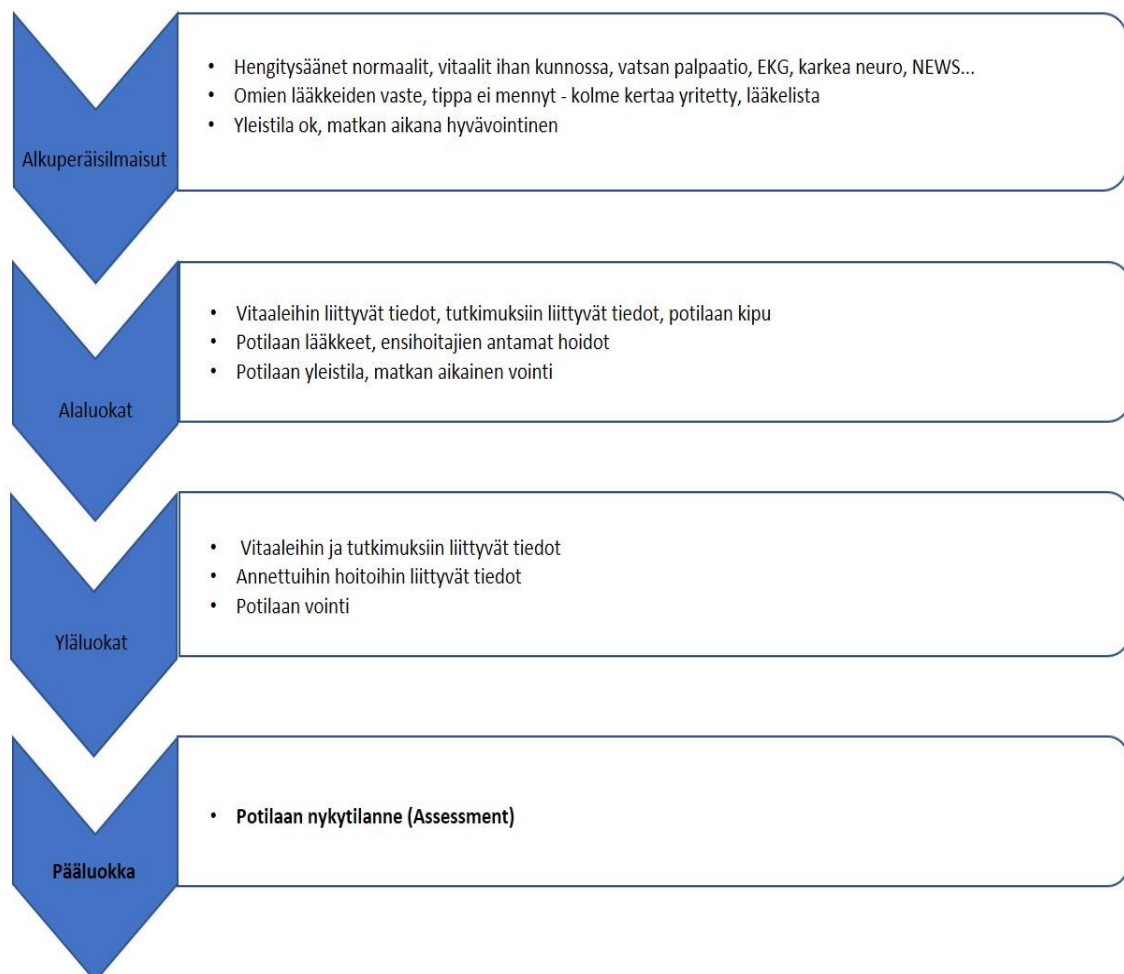 Alkuperäisilmaisut
• Hengitysäänet normaalit, vitaalit ihan kunnossa, vatsan palpaatio, EKG, karkea neuro, NEWS...
• Omien lääkkeiden vaste, tippa ei mennyt - kolme kertaa yritetty, lääkelista
• Yleistila ok, matkan aikana hyvävointinen
Alaluokat
• Vitaaleihin liittyvät tiedot, tutkimuksiin liittyvät tiedot, potilaan kipu
• Potilaan lääkkeet, ensihoitajien antamat hoidot
• Potilaan yleistila, matkan aikainen vointi
Yläluokat
• Vitaaleihin ja tutkimuksiin liittyvät tiedot
• Annettuihin hoitoihin liittyvät tiedot
• Potilaan vointi
Pääluokka
• Potilaan nykytilanne (Assessment)